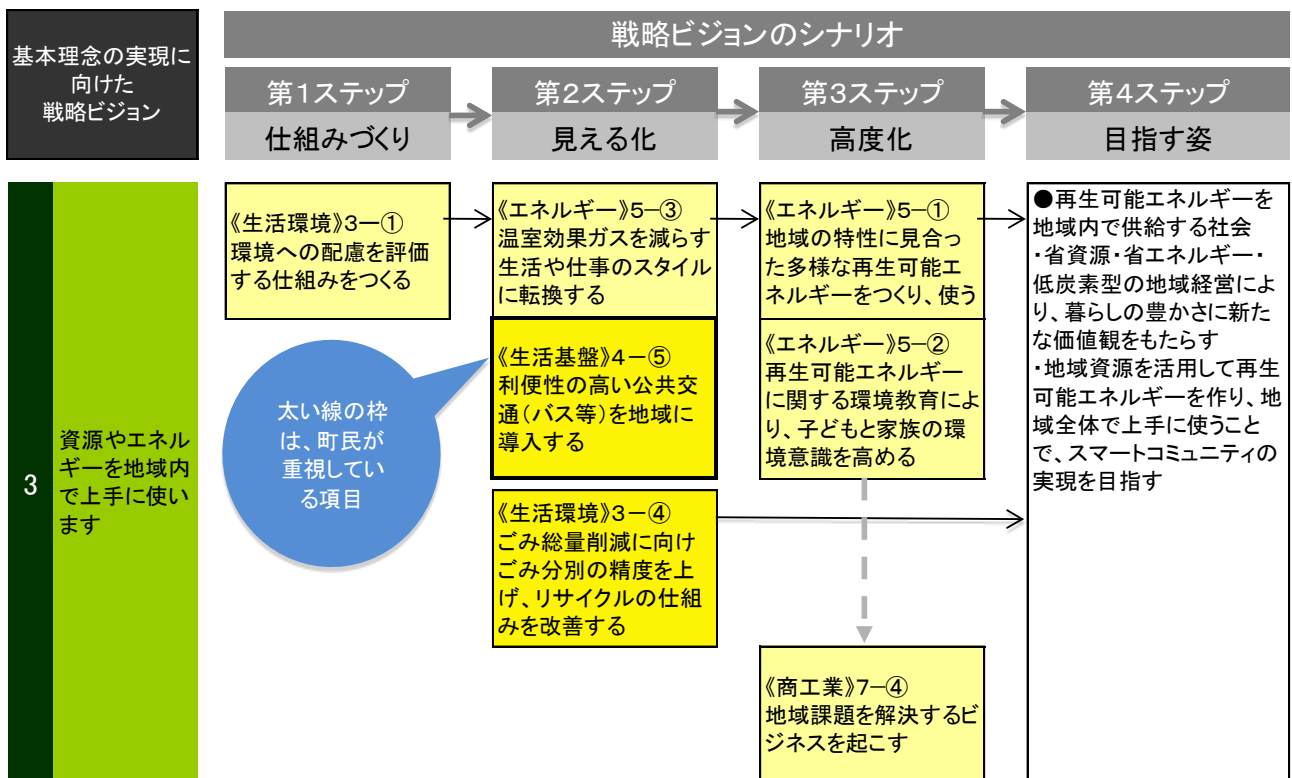 基本理念の実現に
向けた
戦略ビジョン
戦略ビジョンのシナリオ
第1ステップ
仕組みづくり
第2ステップ
見える化
第3ステップ
高度化
第4ステップ
目指す姿
3
資源やエネル
ギーを地域内
で上手に使い
ます
《生活環境》3－①
環境への配慮を評価
する仕組みをつくる
太い線の枠
は、町民が
重視してい
る項目
《エネルギー》5－③
温室効果ガスを減らす
生活や仕事のスタイル
に転換する
《生活基盤》4－⑤
利便性の高い公共交
通（バス等）を地域に
導入する
《生活環境》3－④
ごみ総量削減に向け
ごみ分別の精度を上
げ、リサイクルの仕組
みを改善する
《エネルギー》5－①
地域の特性に見合っ
た多様な再生可能エ
ネルギーをつくり、使う
《エネルギー》5－②
再生可能エネルギー
に関する環境教育によ
り、子どもと家族の環
境意識を高める
《商工業》7－④
地域課題を解決するビ
ジネスを起こす
●再生可能エネルギーを
地域内で供給する社会
・省資源・省エネルギー・
低炭素型の地域経営によ
り、暮らしの豊かさに新た
な価値観をもたらす
・地域資源を活用して再生
可能エネルギーを作り、地
域全体で上手に使うこと
で、スマートコミュニティの
実現を目指す